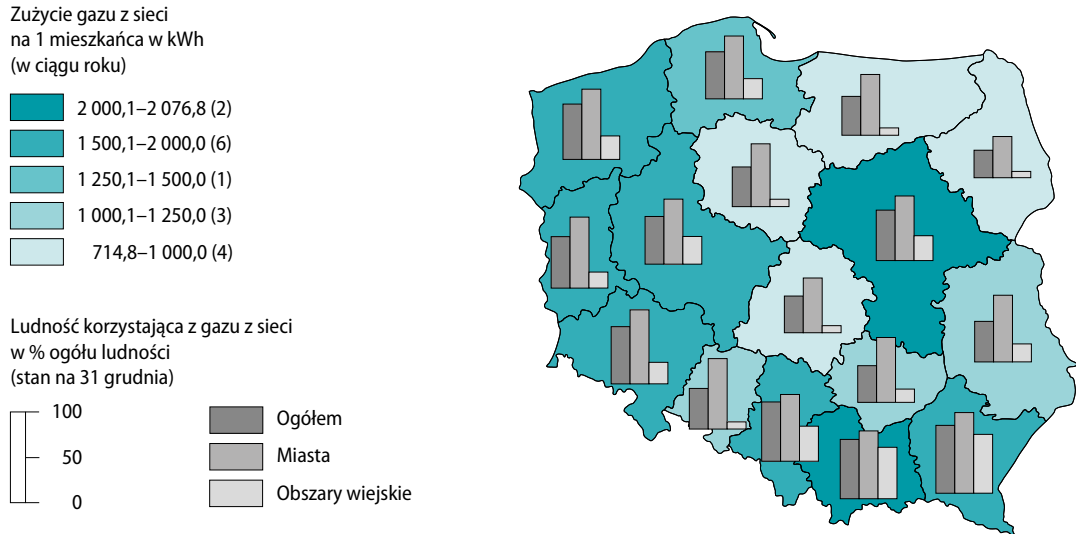 Zużycie gazu z sieci
na 1 mieszkańca w kWh
(w ciągu roku)
2 000,1–2 076,8 (2)
1 500,1–2 000,0 (6)
1 250,1–1 500,0 (1)
1 000,1–1 250,0 (3)
714,8–1 000,0 (4)
Ludność korzystająca z gazu z sieci
w % ogółu ludności
(stan na 31 grudnia)
100
50
0
Ogółem
Miasta
Obszary wiejskie